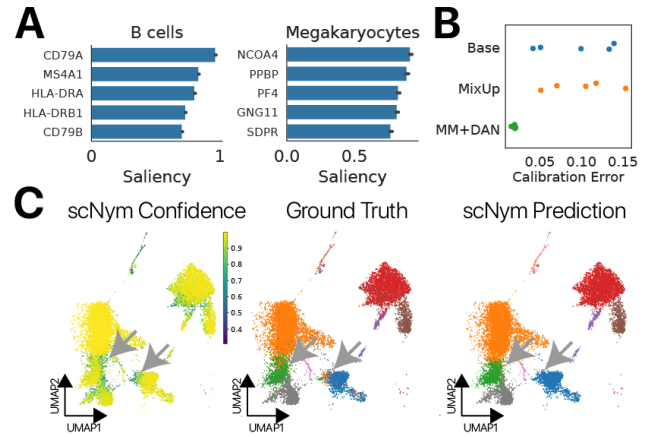 A
B cells
CD79A
MS4A1
HLA-DRA
HLA-DRB1
CD79B
0
1
Saliency
Megakaryocytes
NCOA4
PPBP
PF4
GNG11
SDPR
0.0
0.5
Saliency
B
Base
MixUp
MM+DAN
0.05
0.10
0.15
Calibration Error
C
scNym Confidence
0.9
0.8
0.7
0.6
0.5
0.4
UMAP2
UMAP1
Ground Truth
UMAP2
UMAP1
scNym Prediction
UMAP2
UMAP1